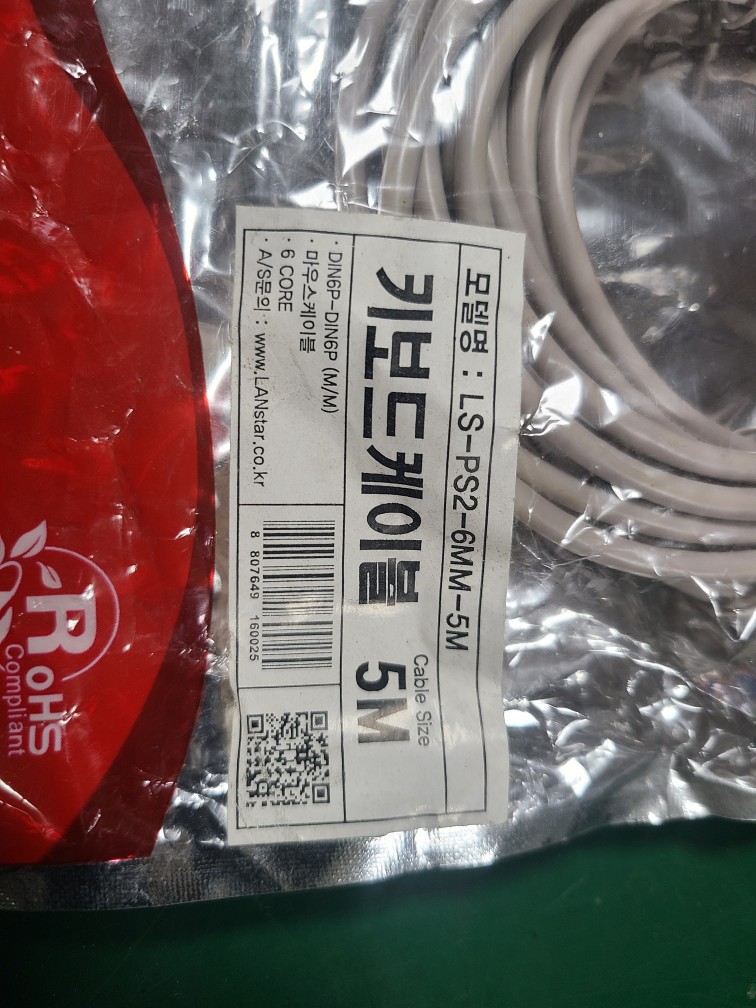 모델명 : LS-PS2-6MM-5M
키보드케이블
Cable Size
5M
· DIN6P-DIN6P (M/M)
· 마우스케이블
· 6 CORE
· A/S문의 : www.LANstar.co.kr
8 807649 160025
RoHS
Compliant